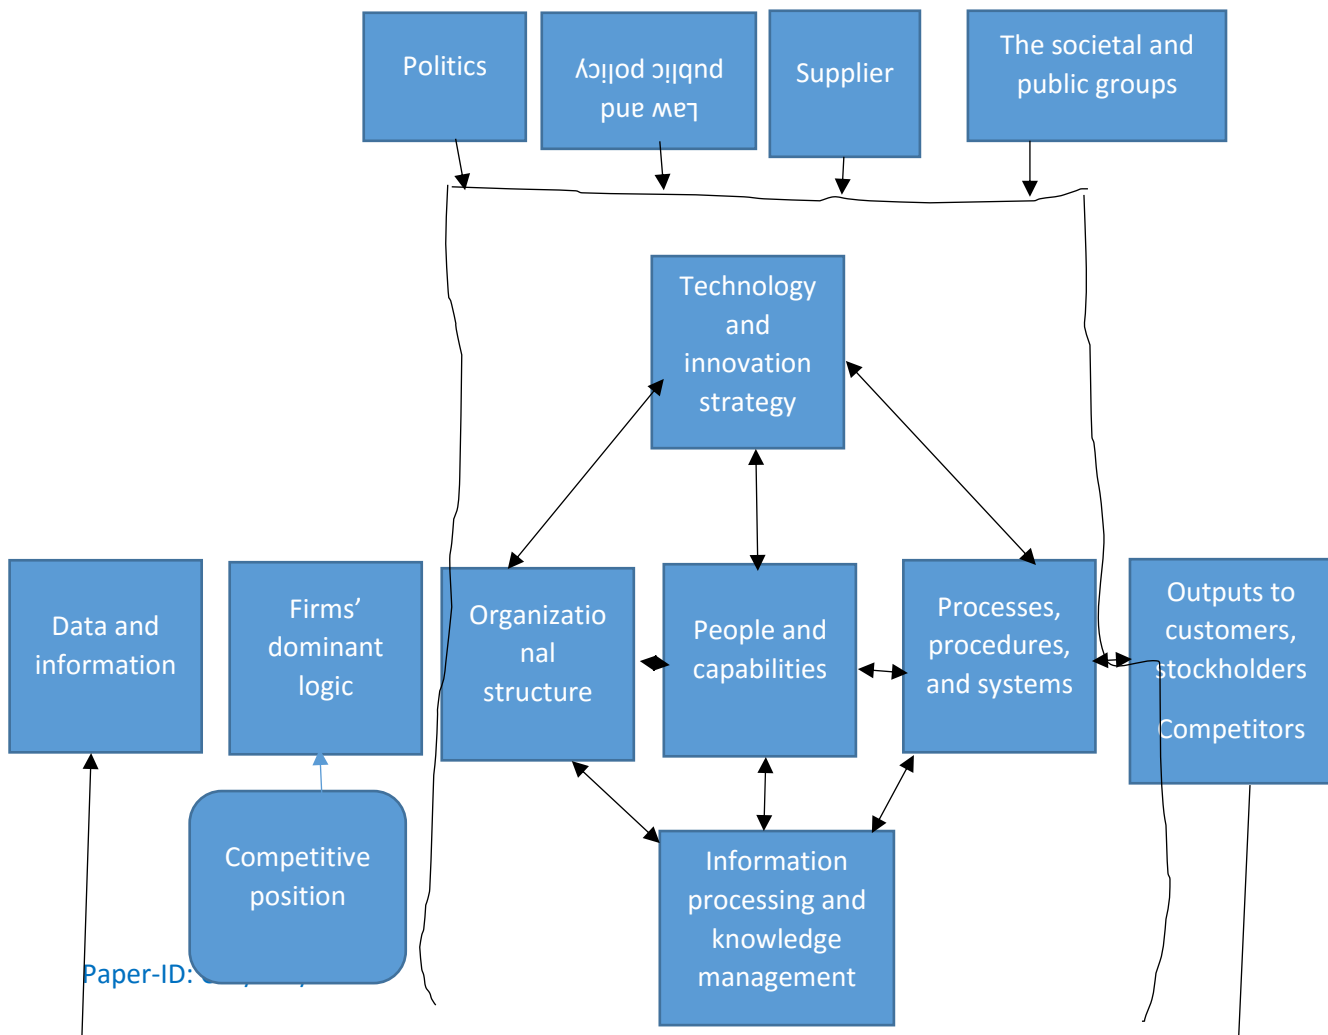 Politics
Law and
public policy
Supplier
The societal and
public groups
Technology
and
innovation
strategy
Data and
information
Firms’
dominant
logic
Organizatio
nal
structure
People and
capabilities
Processes,
procedures,
and systems
Outputs to
customers,
stockholders
Competitors
Competitive
position
Information
processing and
knowledge
management
Paper-ID: